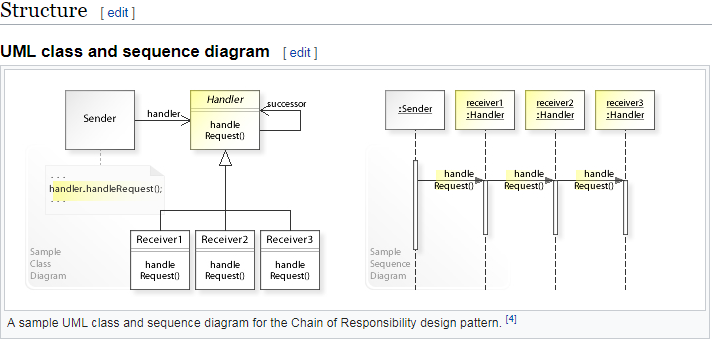 Structure [ edit ]
UML class and sequence diagram [ edit ]
Sender
handler
Handler
handle
Request()
successor
. . .
handler.handleRequest();
. . .
Receiver1
handle
Request()
Receiver2
handle
Request()
Receiver3
handle
Request()
Sample
Class
Diagram
:Sender
receiver1
:Handler
receiver2
:Handler
receiver3
:Handler
handle
Request()
handle
Request()
handle
Request()
Sample
Sequence
Diagram
A sample UML class and sequence diagram for the Chain of Responsibility design pattern. [4]